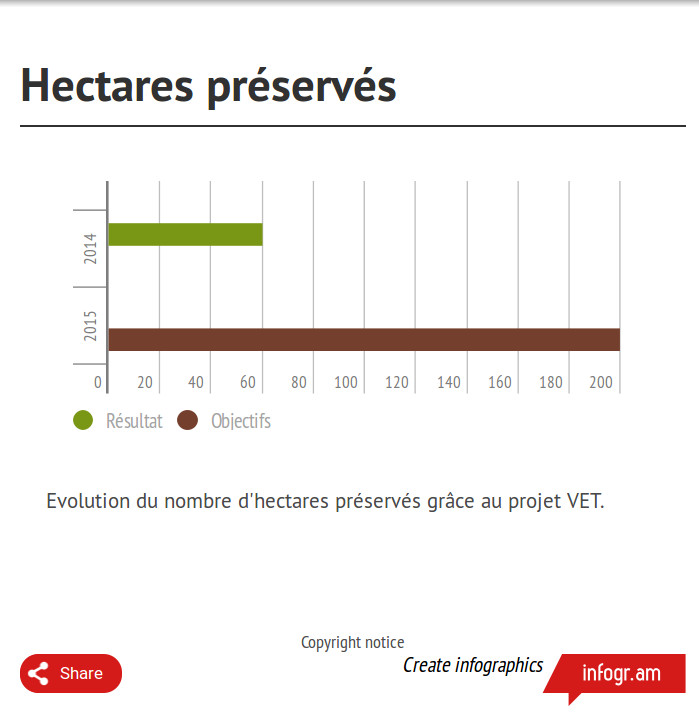 Hectares préservés
2014
2015
0 20 40 60 80 100 120 140 160 180 200
Résultat Objectifs
Evolution du nombre d'hectares préservés grâce au projet VET.
Copyright notice
Create infographics infogr.am
Share